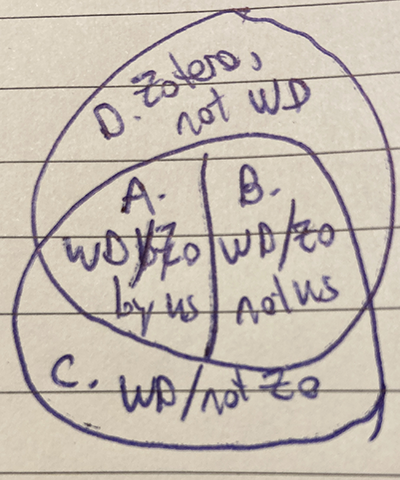 D. Zotero,
not WD
A.
WD/Zo
by us
B.
WD/Zo
not us
C. WD/not Zo